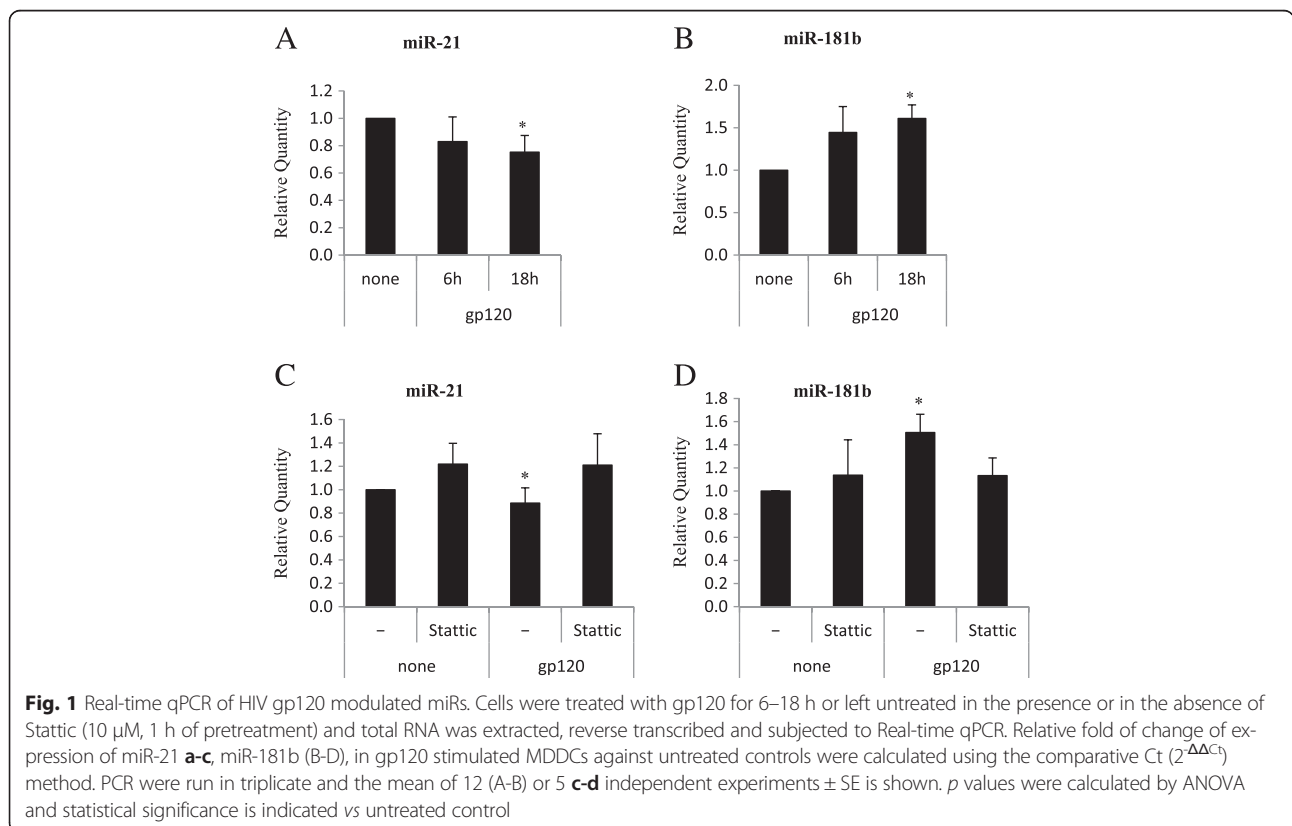 A
miR-21
Relative Quantity
1.2
1.0
0.8
0.6
0.4
0.2
0.0
*
none 6h 18h
gp120
B
miR-181b
Relative Quantity
2.0
1.5
1.0
0.5
0.0
*
none 6h 18h
gp120
C
miR-21
Relative Quantity
1.6
1.4
1.2
1.0
0.8
0.6
0.4
0.2
0.0
*
– Stattic – Stattic
none gp120
D
miR-181b
Relative Quantity
1.8
1.6
1.4
1.2
1.0
0.8
0.6
0.4
0.2
0.0
*
– Stattic – Stattic
none gp120
Fig. 1 Real-time qPCR of HIV gp120 modulated miRs. Cells were treated with gp120 for 6–18 h or left untreated in the presence or in the absence of
Stattic (10 μM, 1 h of pretreatment) and total RNA was extracted, reverse transcribed and subjected to Real-time qPCR. Relative fold of change of ex-
pression of miR-21 a-c, miR-181b (B-D), in gp120 stimulated MDDCs against untreated controls were calculated using the comparative Ct (2^-ΔΔCt)
method. PCR were run in triplicate and the mean of 12 (A-B) or 5 c-d independent experiments ± SE is shown. p values were calculated by ANOVA
and statistical significance is indicated vs untreated control